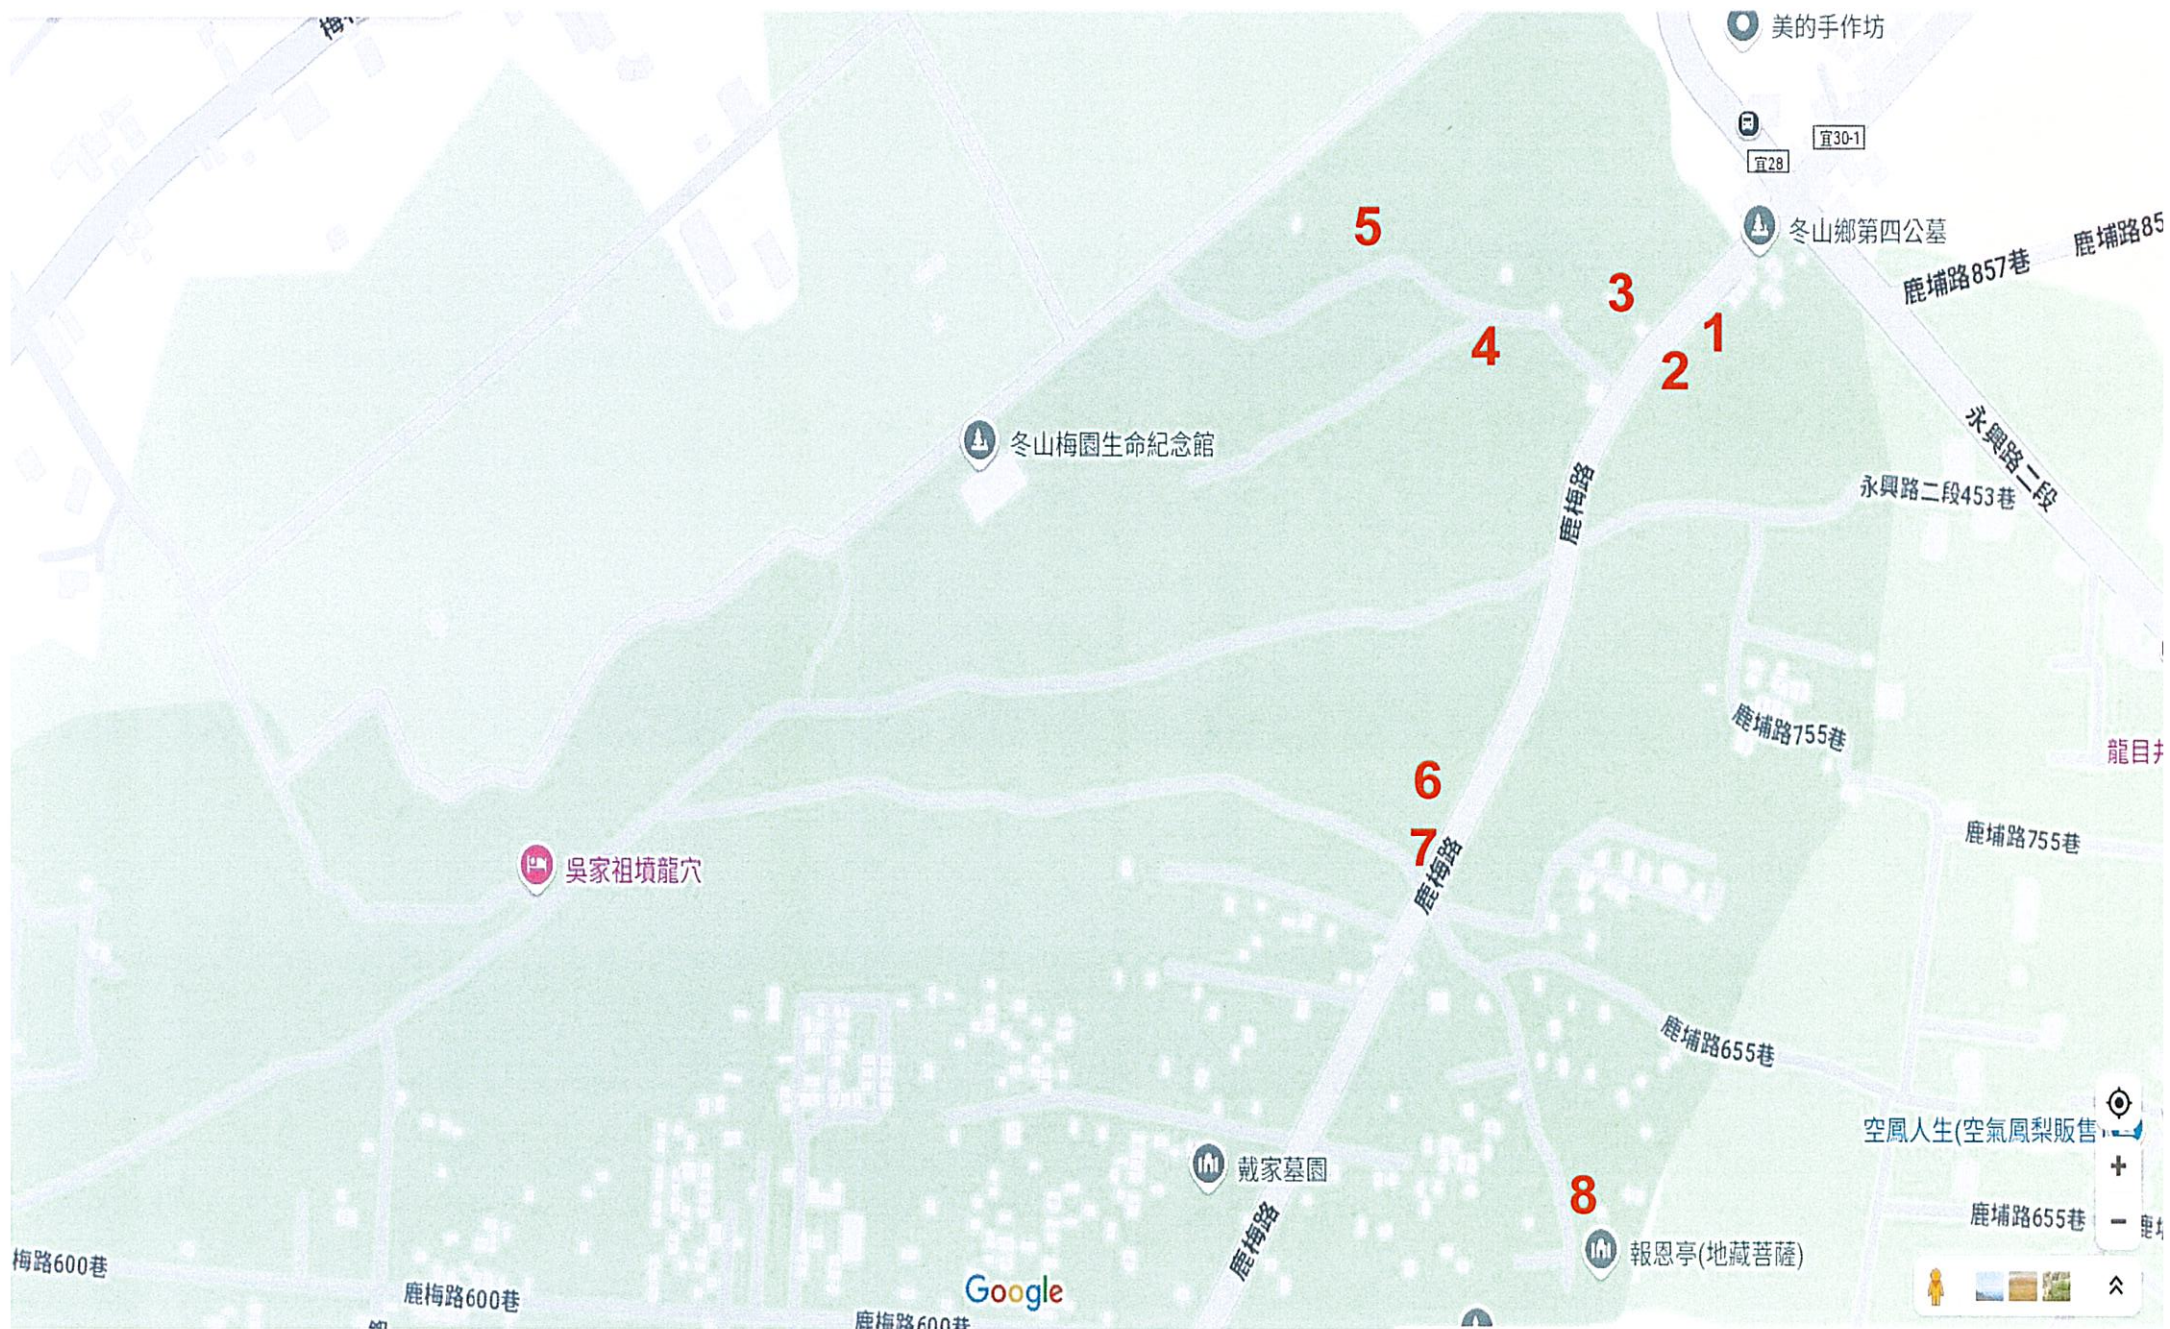 美的手作坊
宜30-1
宜28
冬山鄉第四公墓
鹿埔路85
鹿埔路857巷
5
3
1
4
2
冬山梅園生命紀念館
永興路二段
鹿梅路
永興路二段453巷
鹿埔路755巷
龍目井
6
鹿埔路755巷
7
鹿梅路
吳家祖墳龍穴
鹿埔路655巷
空鳳人生(空氣鳳梨販售
戴家墓園
8
鹿埔路655巷
鹿梅路
報恩亭(地藏菩薩)
梅路600巷
鹿梅路600巷
Google
鹿梅路600巷